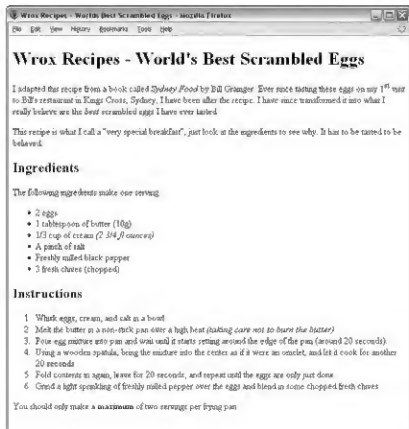 Wrox Recipes - Worlds Best Scrambled Eggs - Mozilla Firefox
File Edit View History Bookmarks Tools Help
Wrox Recipes - World's Best Scrambled Eggs
I adapted this recipe from a book called Sydney Food by Bill Granger. Ever since tasting these eggs on my 1st visit
to Bill's restaurant in Kings Cross, Sydney, I have been after the recipe. I have since transformed it into what I
really believe are the best scrambled eggs I have ever tasted.
This recipe is what I call a "very special breakfast", just look at the ingredients to see why. It has to be tasted to be
believed.
Ingredients
The following ingredients make one serving:
• 2 eggs
• 1 tablespoon of butter (10g)
• 1/3 cup of cream (2 3/4 fl ounces)
• A pinch of salt
• Freshly milled black pepper
• 3 fresh chives (chopped)
Instructions
1. Whisk eggs, cream, and salt in a bowl.
2. Melt the butter in a non-stick pan over a high heat (taking care not to burn the butter)
3. Pour egg mixture into pan and wait until it starts setting around the edge of the pan (around 20 seconds).
4. Using a wooden spatula, bring the mixture into the center as if it were an omelet, and let it cook for another
20 seconds.
5. Fold contents in again, leave for 20 seconds, and repeat until the eggs are only just done.
6. Grind a light sprinkling of freshly milled pepper over the eggs and blend in some chopped fresh chives.
You should only make a maximum of two servings per frying pan.